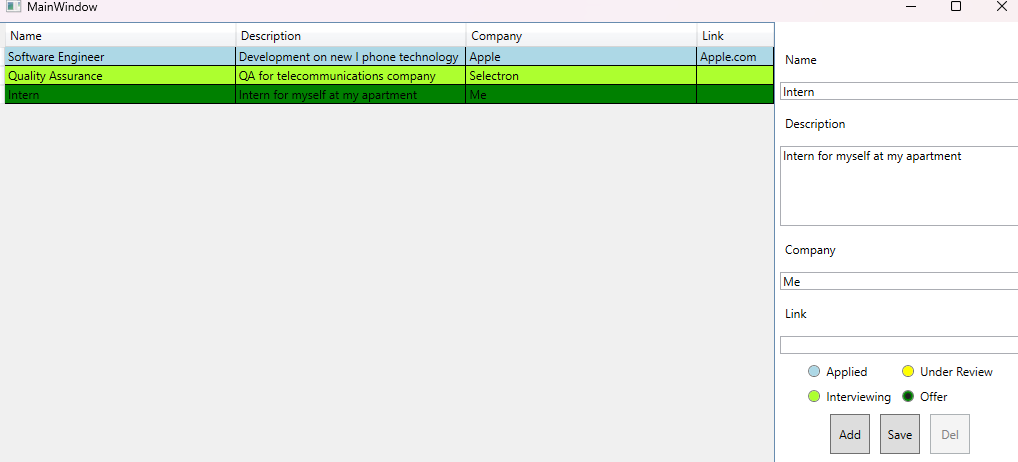 MainWindow
Name Description Company Link
Software Engineer Development on new I phone technology Apple Apple.com
Quality Assurance QA for telecommunications company Selectron
Intern Intern for myself at my apartment Me
Name
Intern
Description
Intern for myself at my apartment
Company
Me
Link
Applied Under Review
Interviewing Offer
Add Save Del